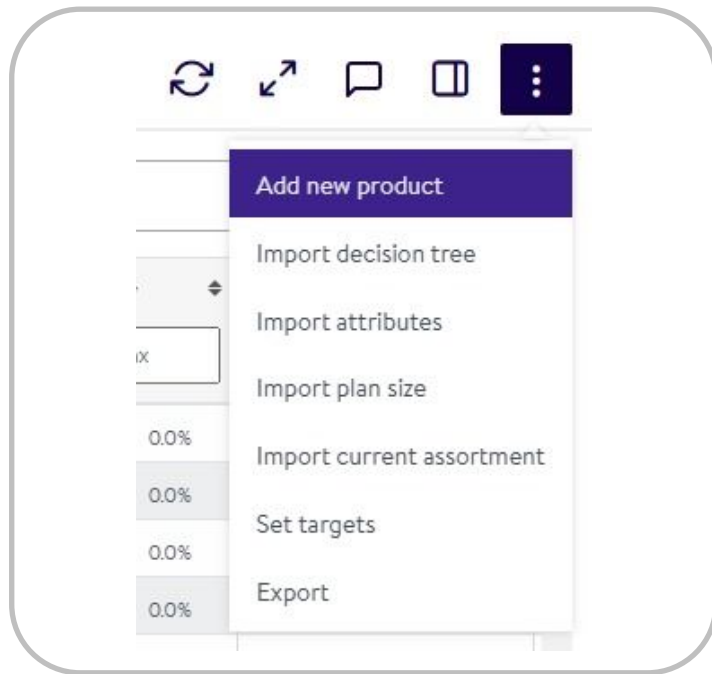 Add new product
Import decision tree
Import attributes
ax
Import plan size
0.0%
Import current assortment
0.0%
Set targets
0.0%
Export
0.0%